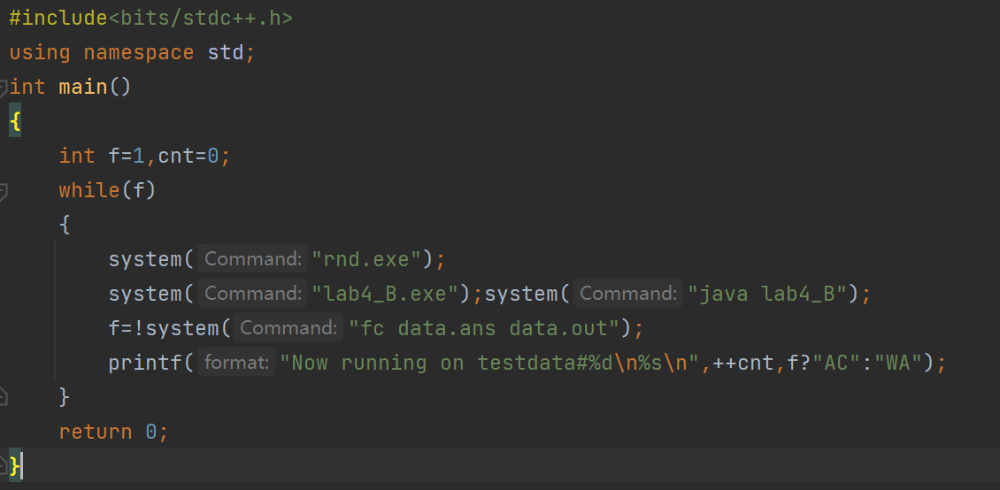 #include<bits/stdc++.h>
using namespace std;
int main()
{
    int f=1,cnt=0;
    while(f)
    {
        system( Command: "rnd.exe");
        system( Command: "lab4_B.exe");system( Command: "java lab4_B");
        f=!system( Command: "fc data.ans data.out");
        printf( format: "Now running on testdata#%d\n%s\n",++cnt,f?"AC":"WA");
    }
    return 0;
}